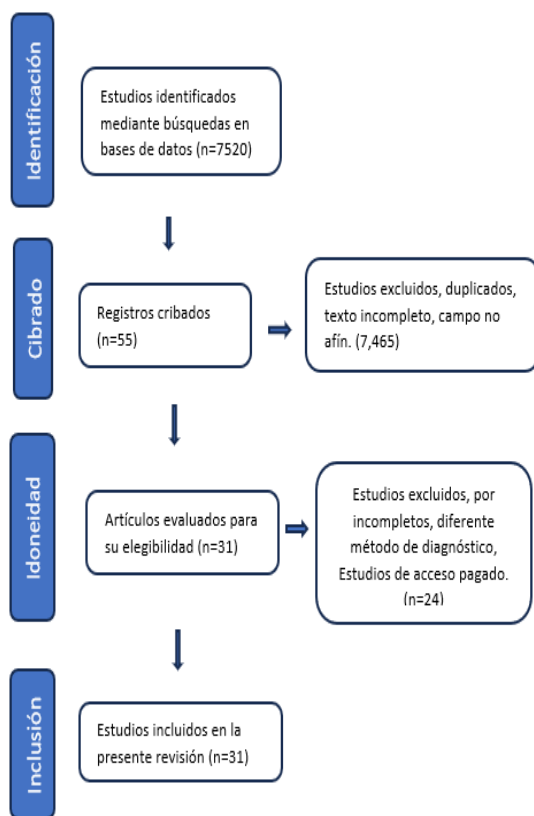 Identificación
Estudios identificados
mediante búsquedas en
bases de datos (n=7520)
Cibrado
Registros cribados
(n=55)
Estudios excluidos, duplicados,
texto incompleto, campo no
afín. (7,465)
Idoneidad
Artículos evaluados para
su elegibilidad (n=31)
Estudios excluidos, por
incompletos, diferente
método de diagnóstico,
Estudios de acceso pagado.
(n=24)
Inclusión
Estudios incluidos en la
presente revisión (n=31)